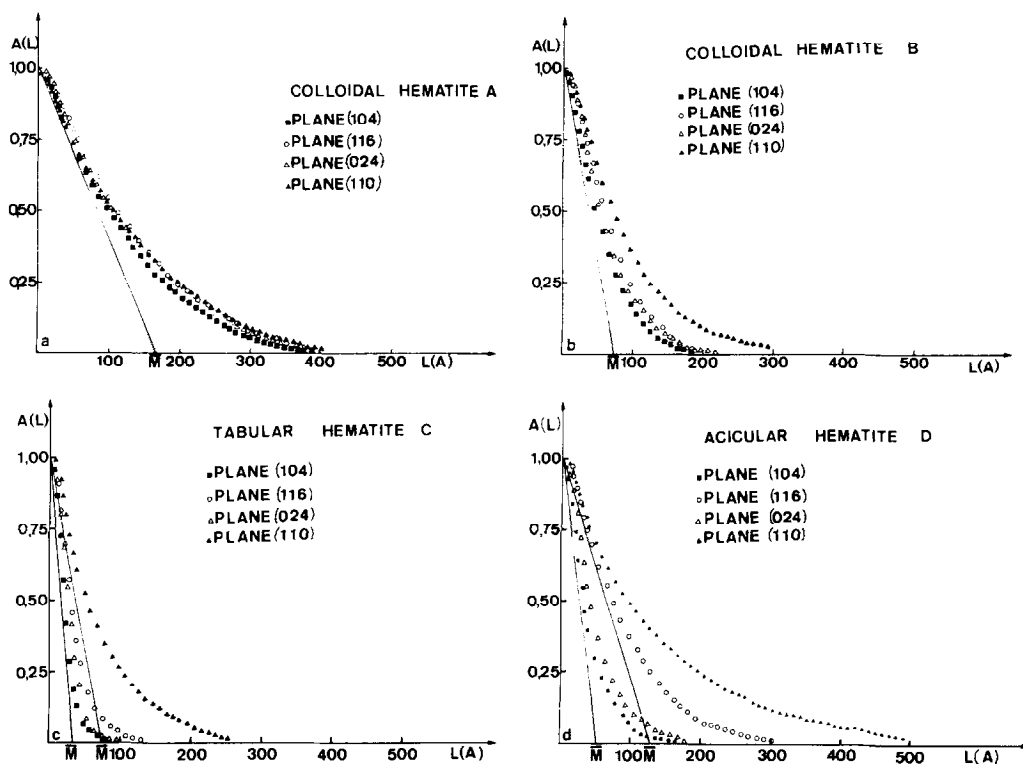 A(L)
1,00
0,75
0,50
0,25
a
100
M̅
200
300
400
500
L(A)
COLLOIDAL HEMATITE A
PLANE(104)
PLANE(116)
PLANE(024)
PLANE(110)
A(L)
1,00
0,75
0,50
0,25
b
M̅
100
200
300
400
500
L(A)
COLLOIDAL HEMATITE B
PLANE (104)
PLANE (116)
PLANE (024)
PLANE (110)
A(L)
1,00
0,75
0,50
0,25
c
M̅
M̅
100
200
300
400
500
L(A)
TABULAR HEMATITE C
PLANE (104)
PLANE (116)
PLANE(024)
PLANE(110)
A(L)
1,00
0,75
0,50
0,25
d
M̅
100
M̅
200
300
400
500
L(A)
ACICULAR HEMATITE D
PLANE (104)
PLANE (116)
PLANE (024)
PLANE (110)